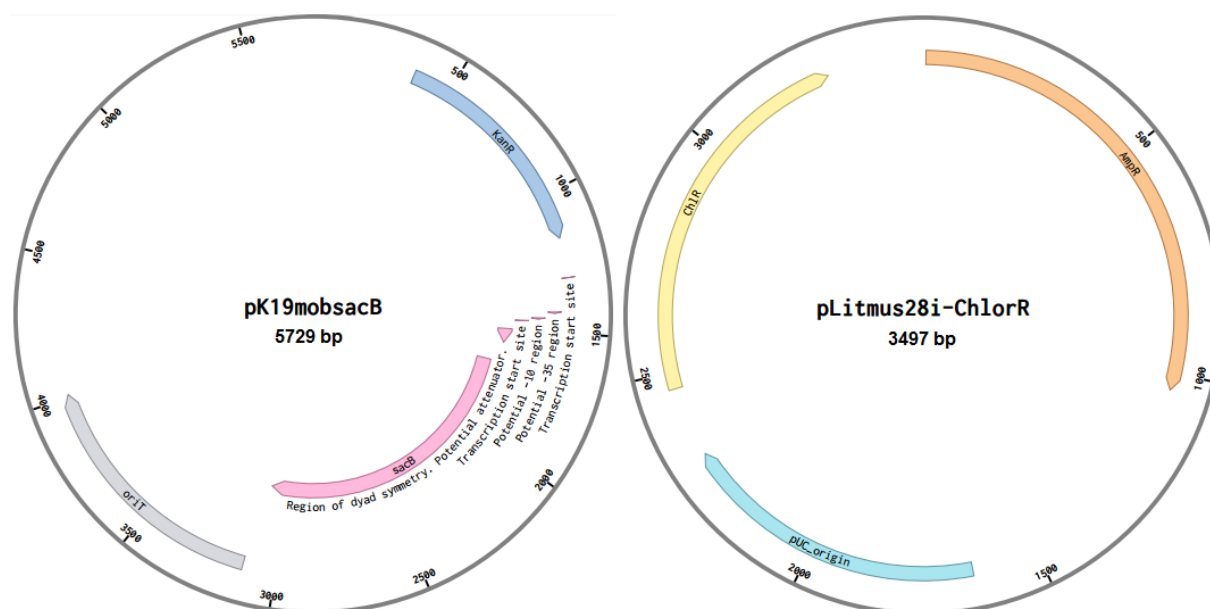 5500
500
5000
KanR
1000
4500
pK19mobsacB
5729 bp
1500
Transcription start site
Potential -35 region
Potential -10 region
Transcription start site
Region of dyad symmetry. Potential attenuator.
sacB
2000
4000
oriT
3500
2500
3000
3000
500
AmpR
ChlR
pLitmus28i-ChlorR
3497 bp
2500
1000
pUC_origin
2000
1500